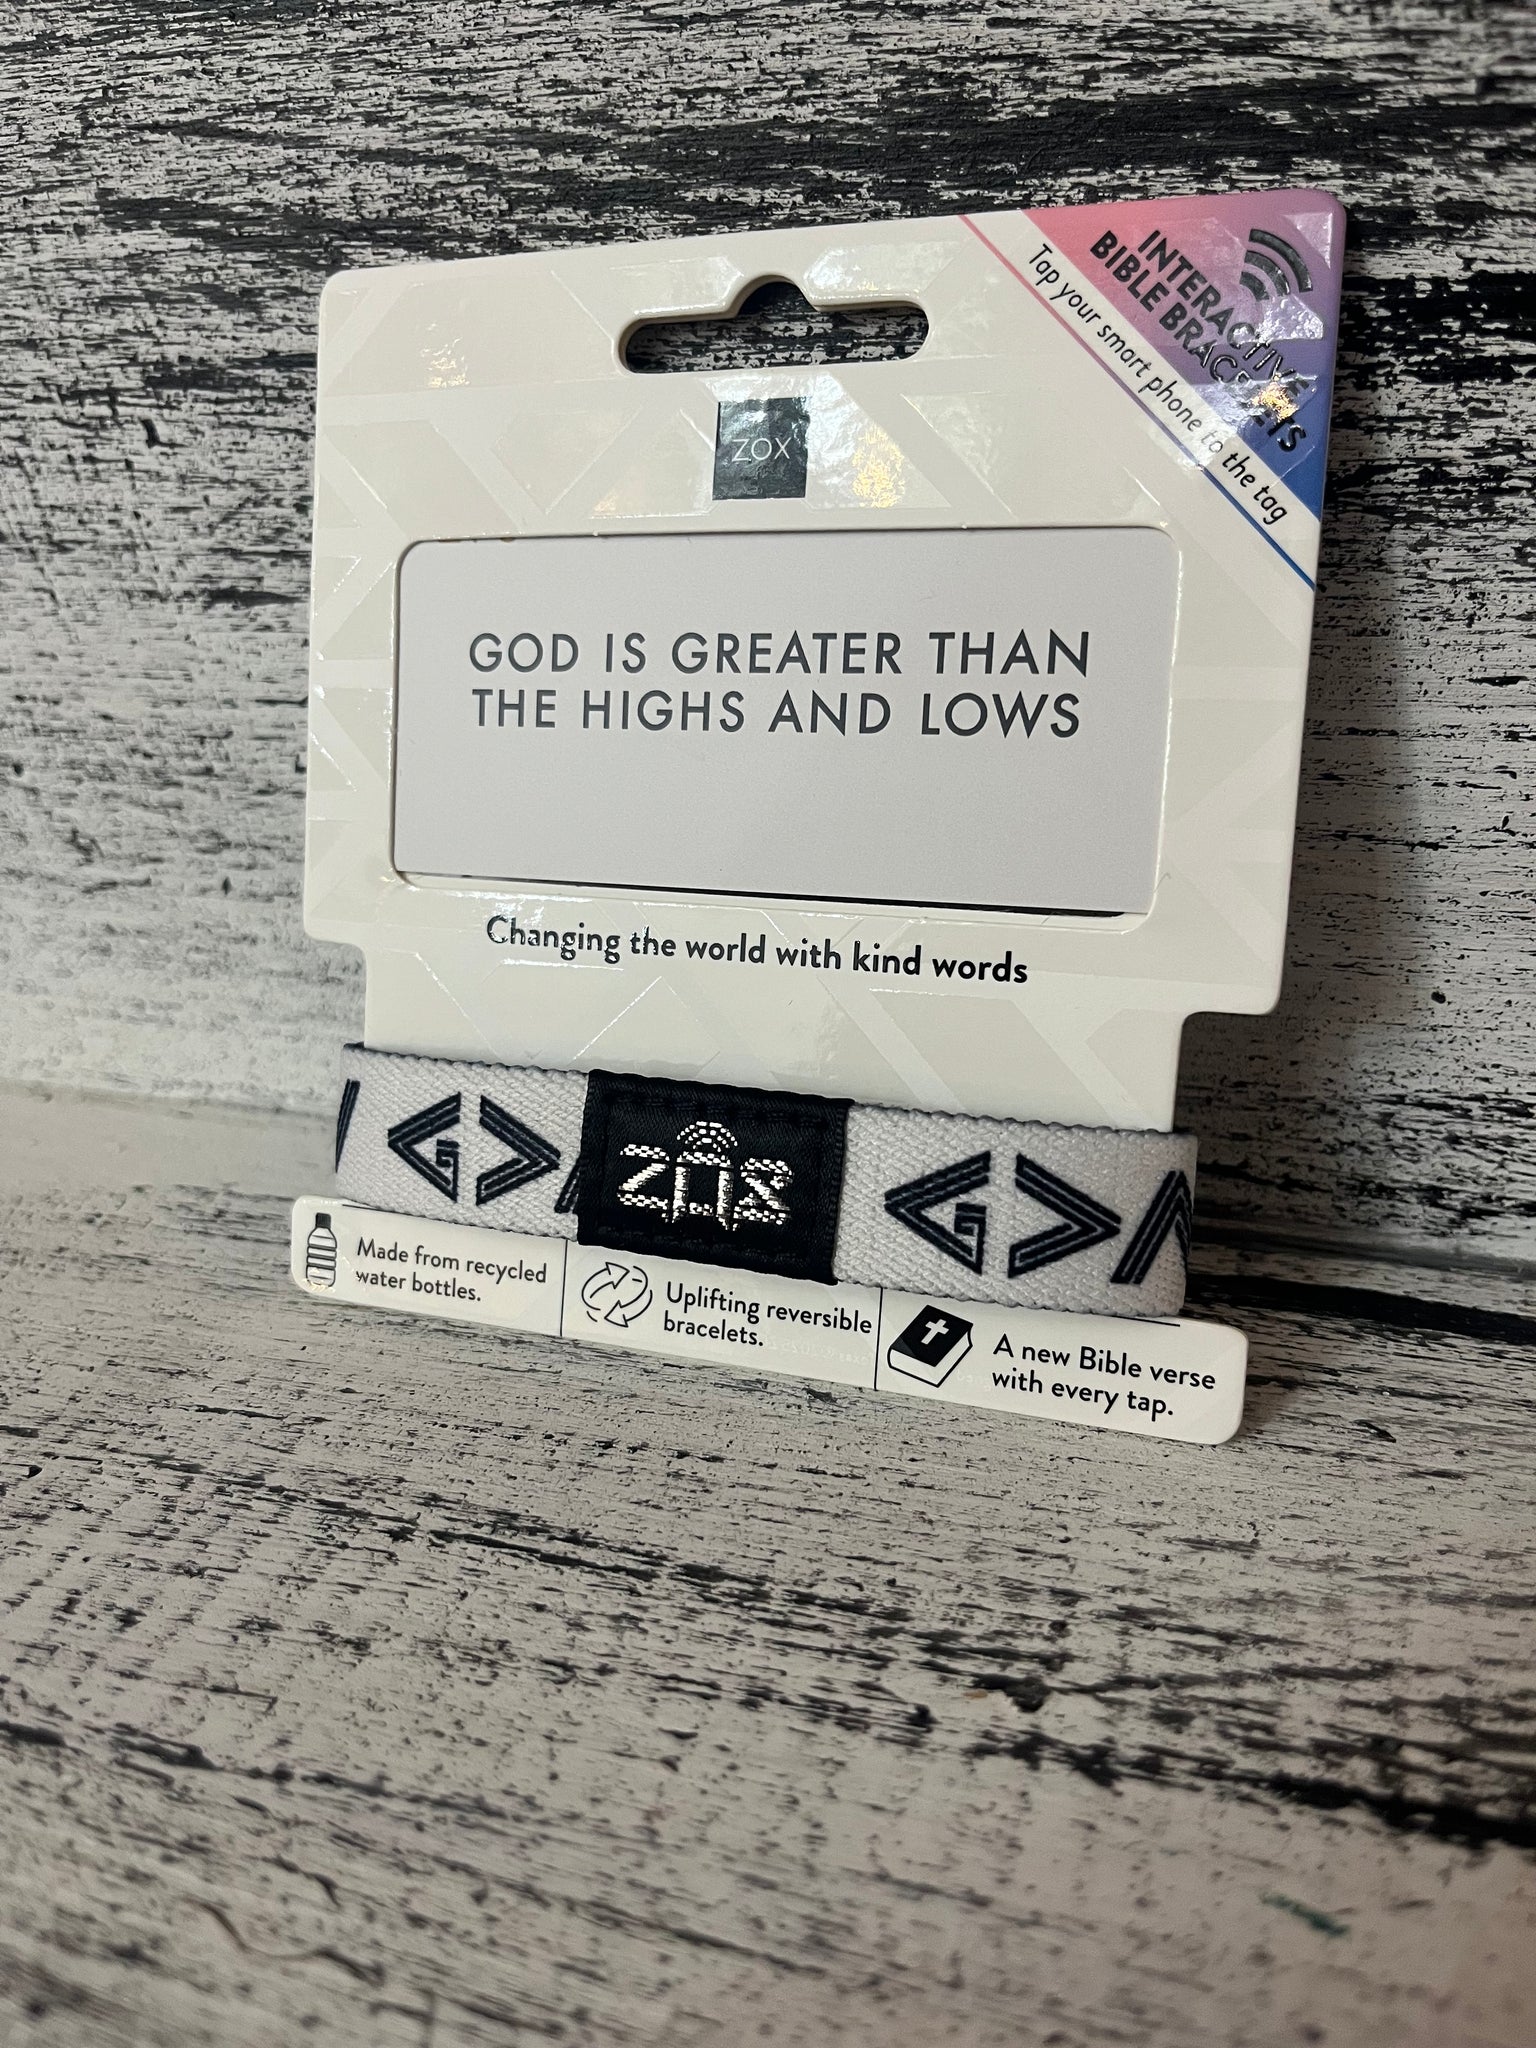 INTERACTIVE
BIBLE BRACELETS
Tap your smart phone to the tag
ZOX
GOD IS GREATER THAN
THE HIGHS AND LOWS
Changing the world with kind words
G> G>
Made from recycled
water bottles.
Uplifting reversible
bracelets.
A new Bible verse
with every tap.